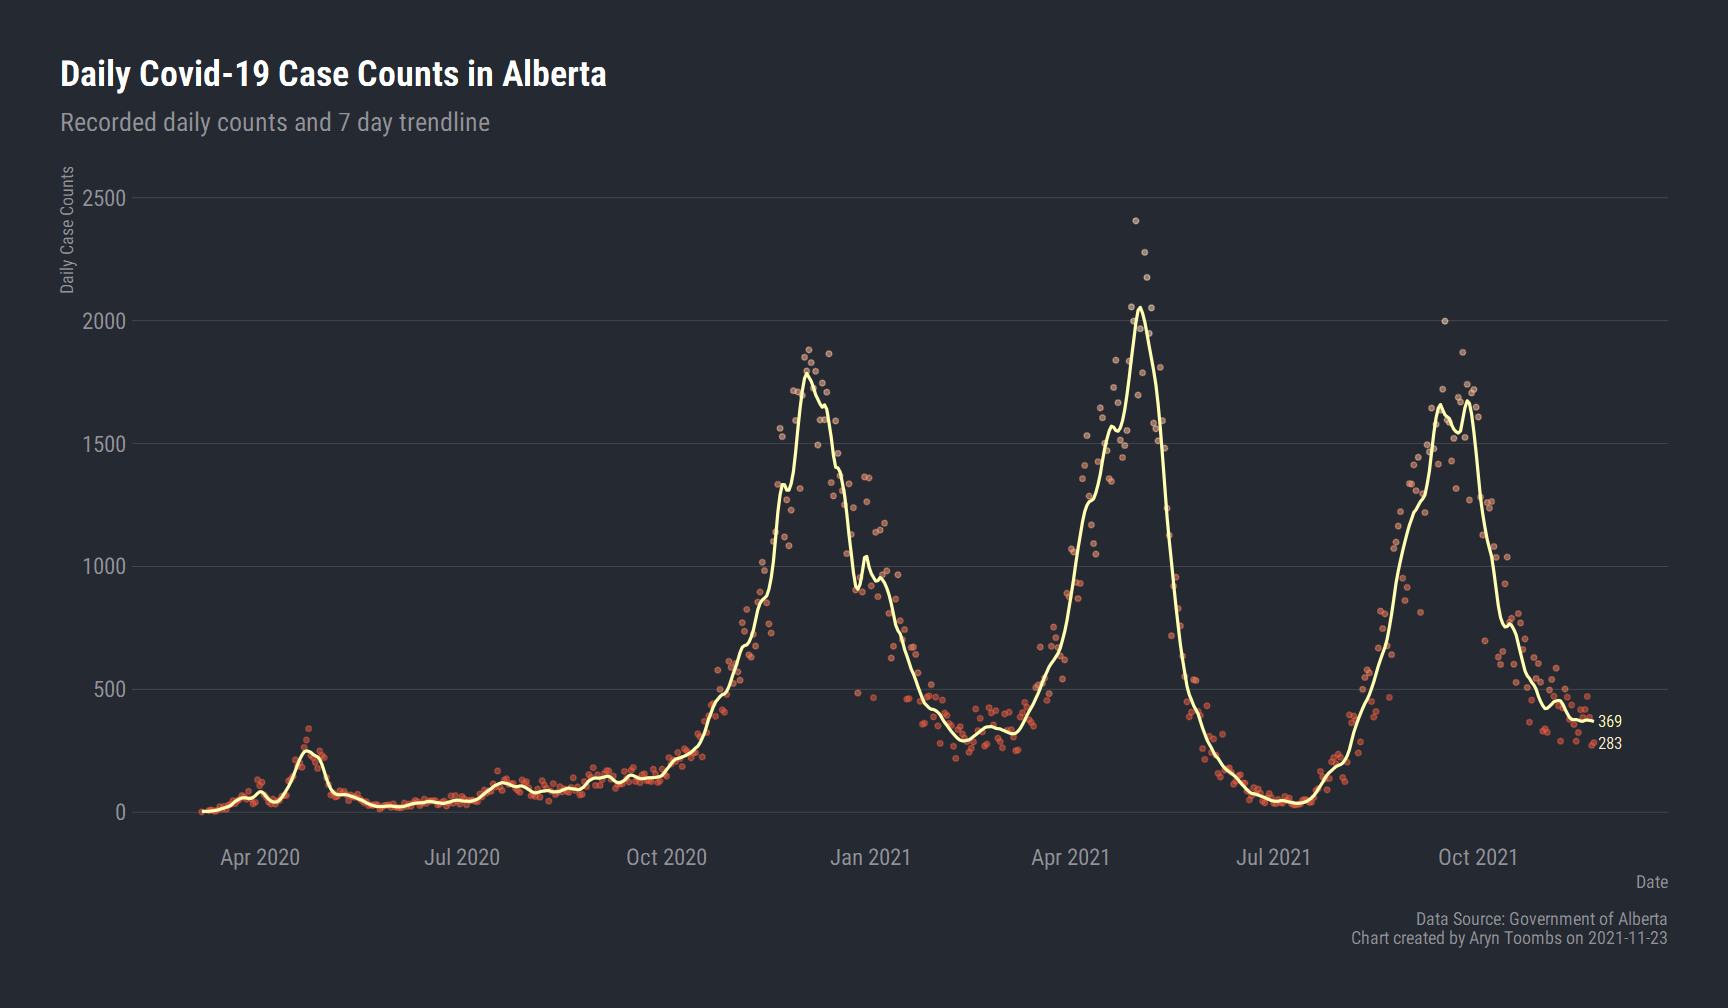 Daily Covid-19 Case Counts in Alberta
Recorded daily counts and 7 day trendline
Daily Case Counts
2500
2000
1500
1000
500
0
369
283
Apr 2020
Jul 2020
Oct 2020
Jan 2021
Apr 2021
Jul 2021
Oct 2021
Date
Data Source: Government of Alberta
Chart created by Aryn Toombs on 2021-11-23